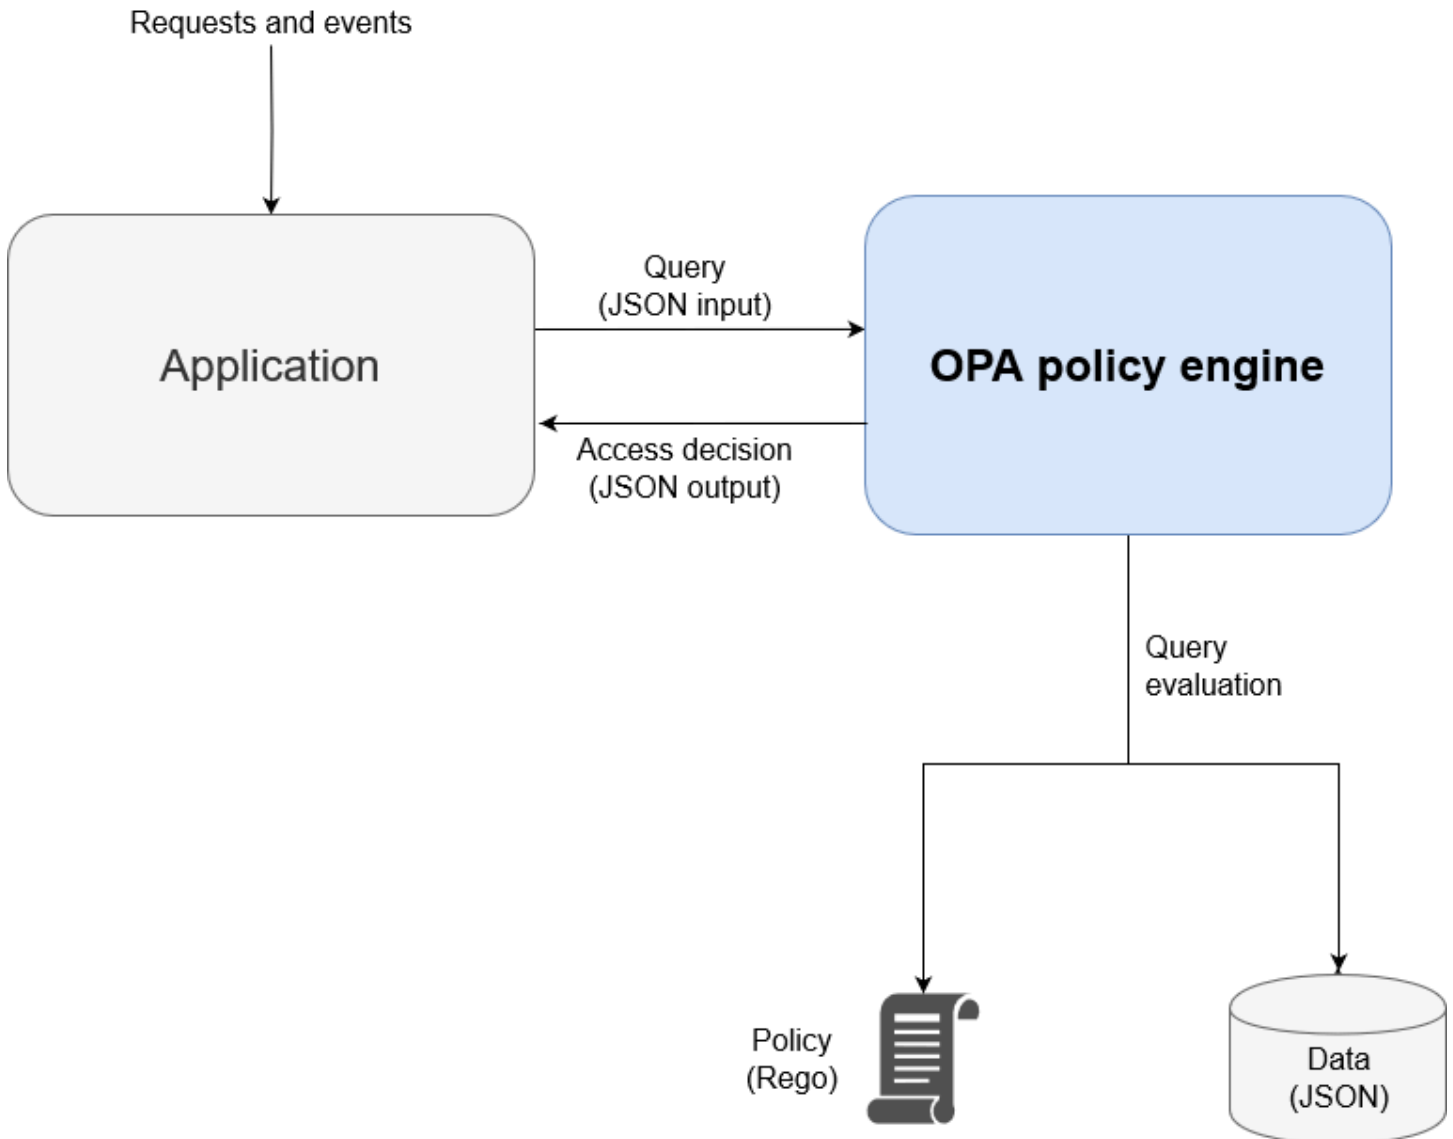 Requests and events
Query
(JSON input)
Application
OPA policy engine
Access decision
(JSON output)
Query
evaluation
Policy
(Rego)
Data
(JSON)